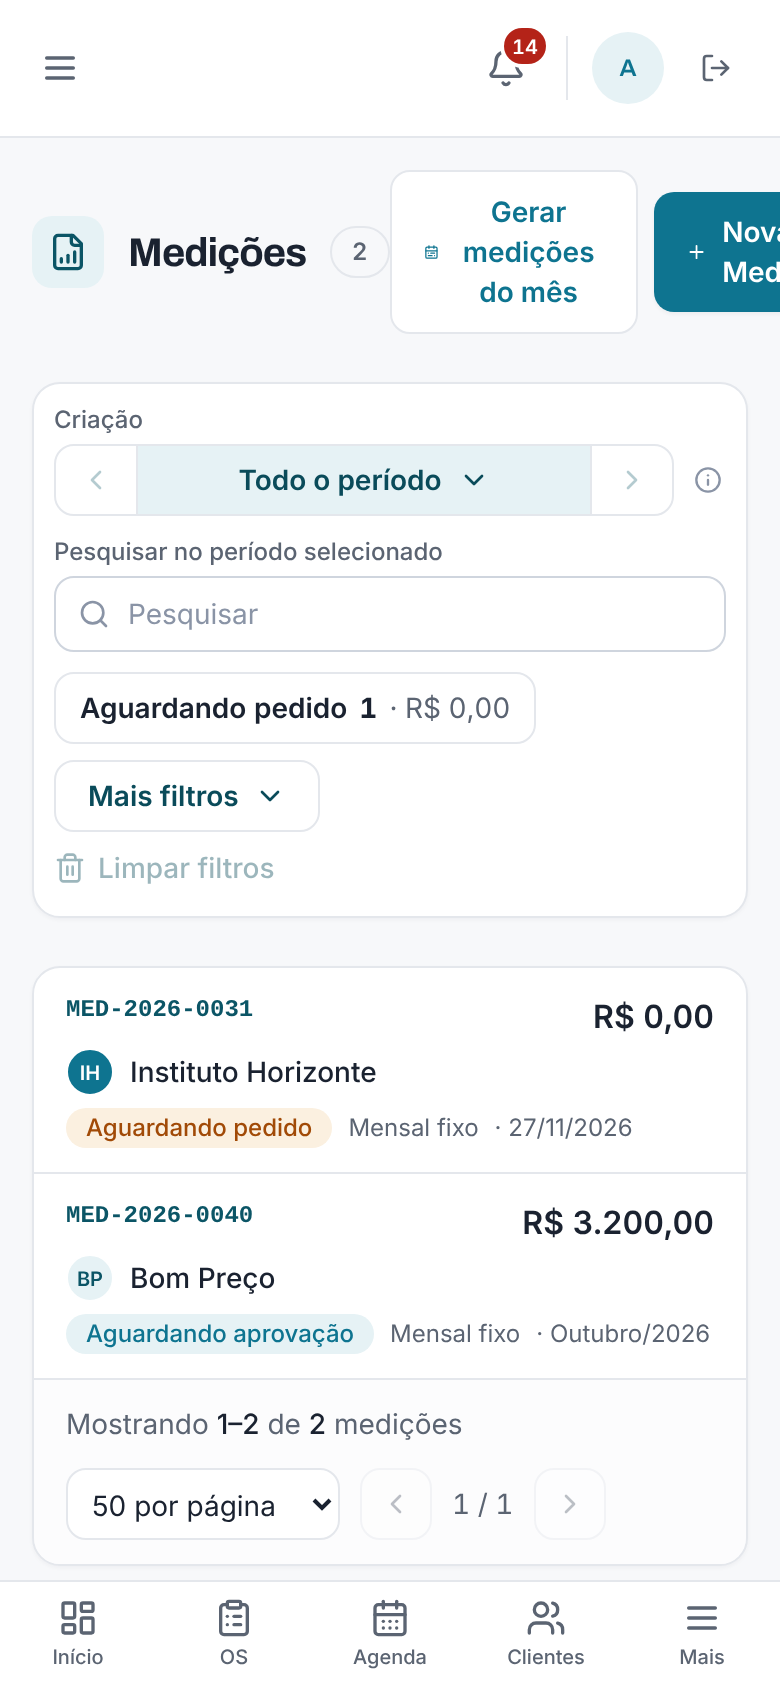 14
A
Medições 2
Gerar
medições
do mês
Criação
Todo o período
Pesquisar no período selecionado
Pesquisar
Aguardando pedido 1 · R$ 0,00
Mais filtros
Limpar filtros
MED-2026-0031
R$ 0,00
IH Instituto Horizonte
Aguardando pedido Mensal fixo · 27/11/2026
MED-2026-0040
R$ 3.200,00
BP Bom Preço
Aguardando aprovação Mensal fixo · Outubro/2026
Mostrando 1–2 de 2 medições
50 por página 1 / 1
Início OS Agenda Clientes Mais